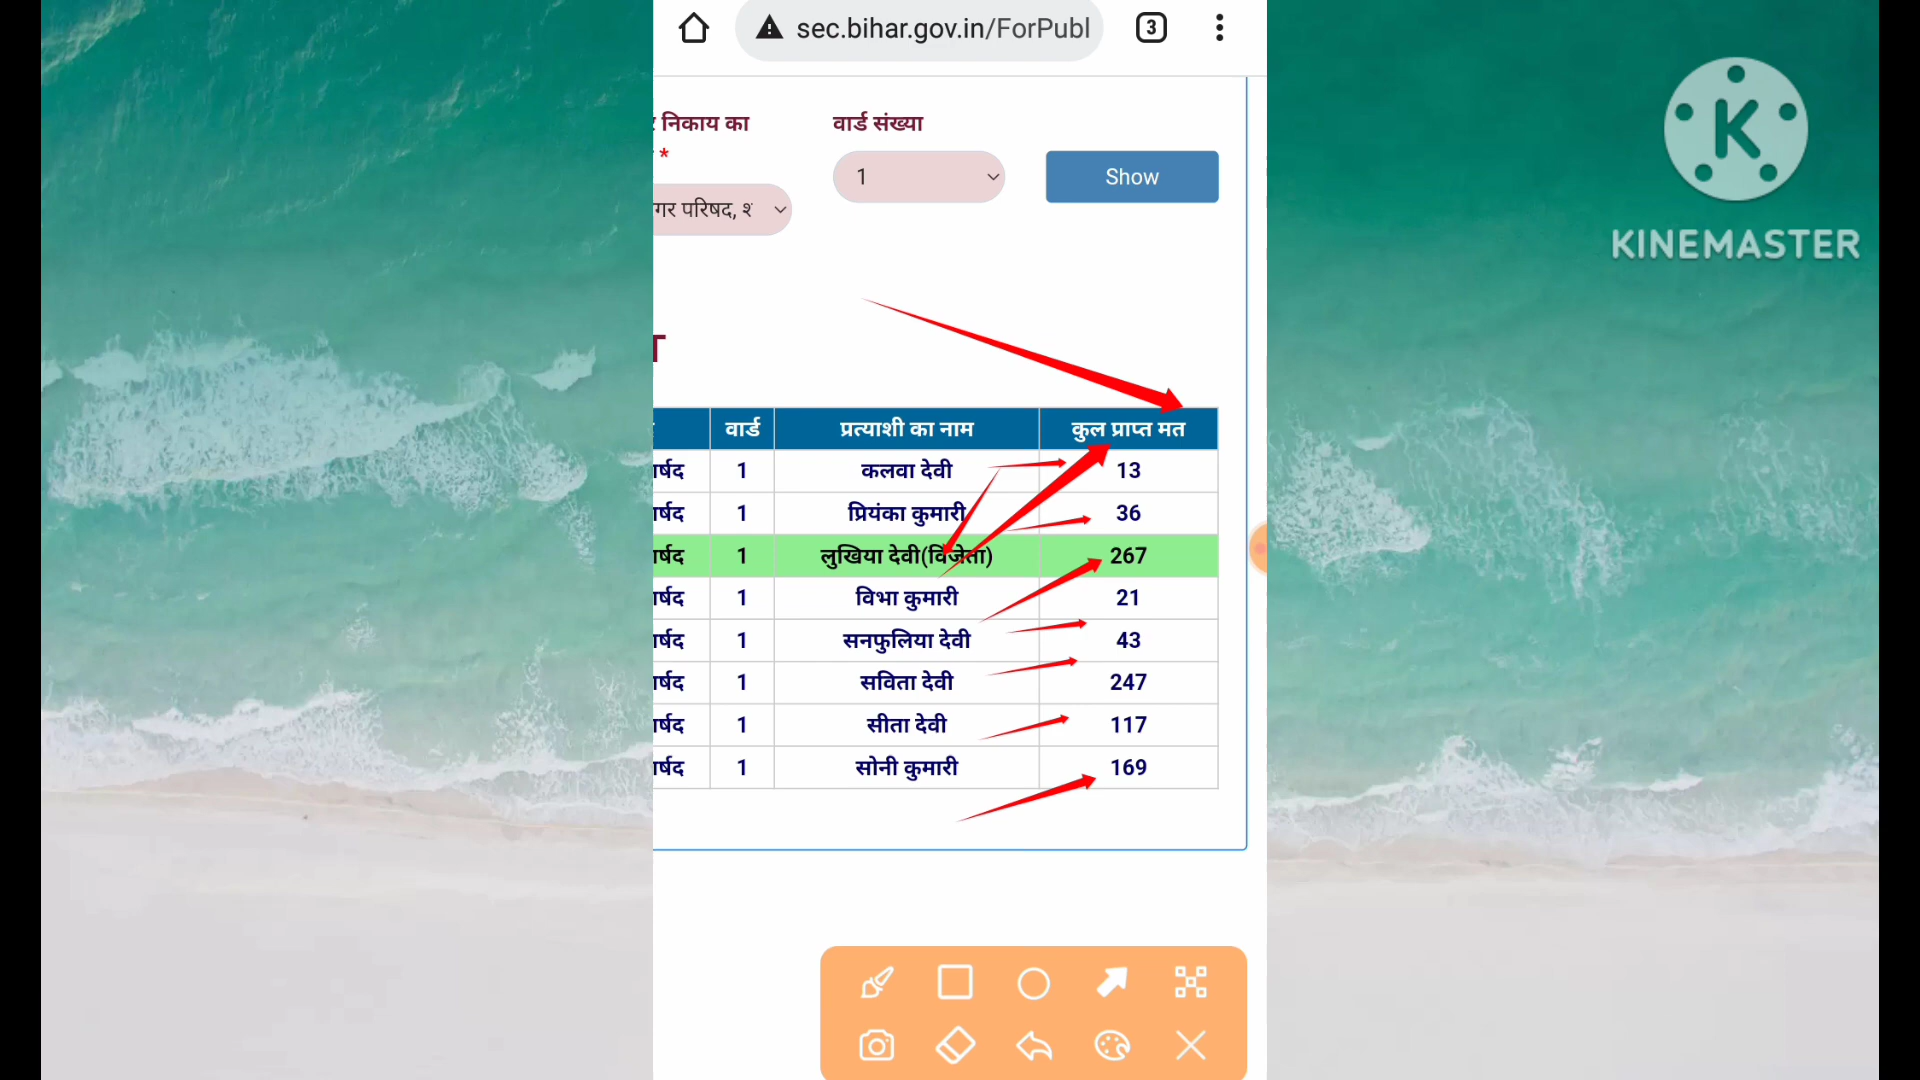 sec.bihar.gov.in/ForPubl 3
निकाय का वार्ड संख्या
*
1 Show
गर परिषद, श
KINEMASTER
वार्ड प्रत्याशी का नाम कुल प्राप्त मत
र्षद 1 कलवा देवी 13
र्षद 1 प्रियंका कुमारी 36
र्षद 1 लुखिया देवी(विजेता) 267
र्षद 1 विभा कुमारी 21
र्षद 1 सनफुलिया देवी 43
र्षद 1 सविता देवी 247
र्षद 1 सीता देवी 117
र्षद 1 सोनी कुमारी 169